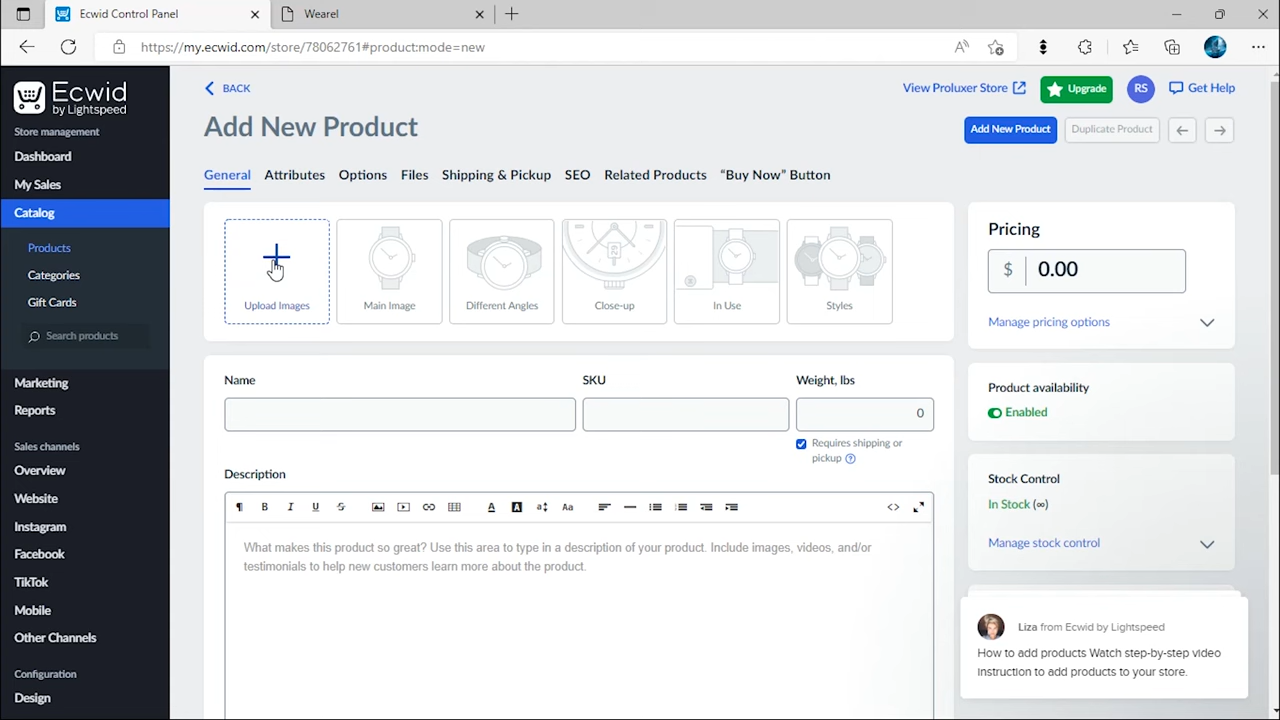 Ecwid Control Panel
Wearel
https://my.ecwid.com/store/78062761#product:mode=new
Ecwid
by Lightspeed
Store management
Dashboard
My Sales
Catalog
Products
Categories
Gift Cards
Search products
Marketing
Reports
Sales channels
Overview
Website
Instagram
Facebook
TikTok
Mobile
Other Channels
Configuration
Design
BACK
View Proluxer Store
Upgrade
RS
Get Help
Add New Product
Add New Product
Duplicate Product
General Attributes Options Files Shipping & Pickup SEO Related Products “Buy Now” Button
Upload Images
Main Image
Different Angles
Close-up
In Use
Styles
Name
SKU
Weight, lbs
0
Requires shipping or
pickup
Description
What makes this product so great? Use this area to type in a description of your product. Include images, videos, and/or
testimonials to help new customers learn more about the product.
Pricing
$ 0.00
Manage pricing options
Product availability
Enabled
Stock Control
In Stock (∞)
Manage stock control
Liza from Ecwid by Lightspeed
How to add products Watch step-by-step video
instruction to add products to your store.